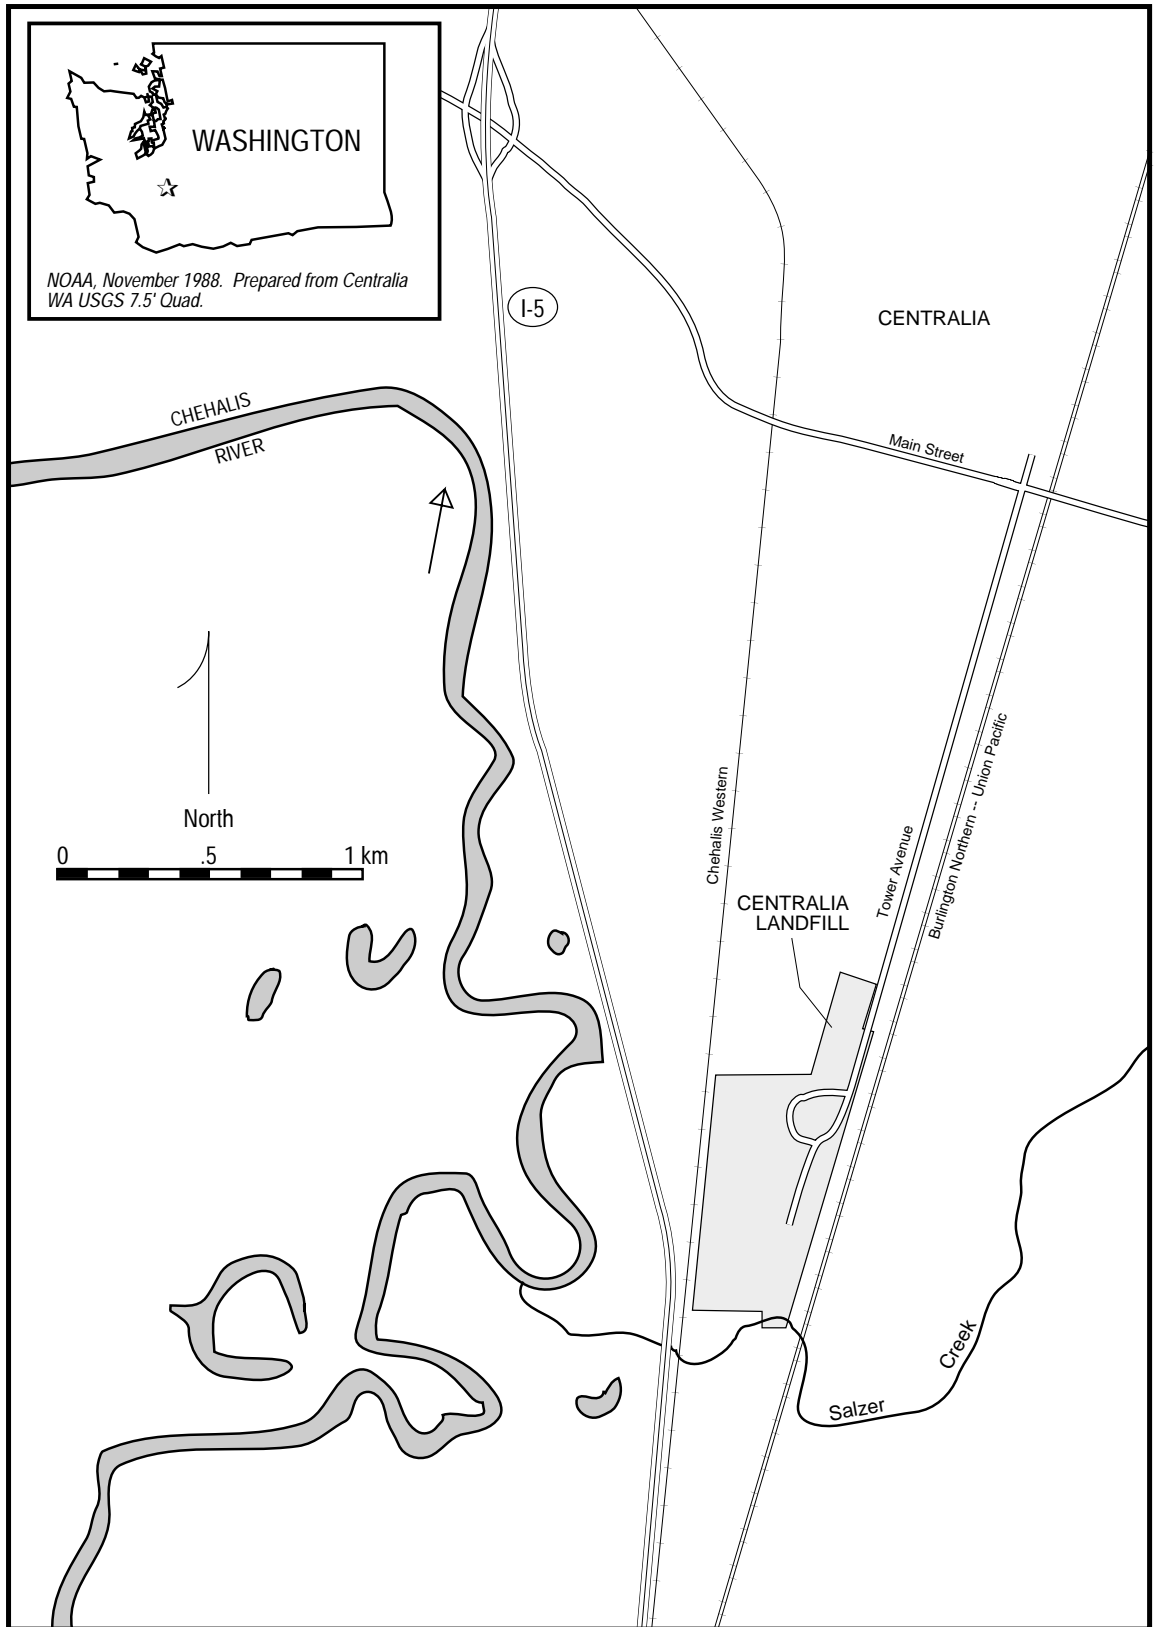 WASHINGTON
NOAA, November 1988. Prepared from Centralia
WA USGS 7.5' Quad.
I-5
CENTRALIA
CHEHALIS
RIVER
Main Street
North
0 .5 1 km
Chehalis Western
Tower Avenue
Burlington Northern -- Union Pacific
CENTRALIA
LANDFILL
Salzer
Creek